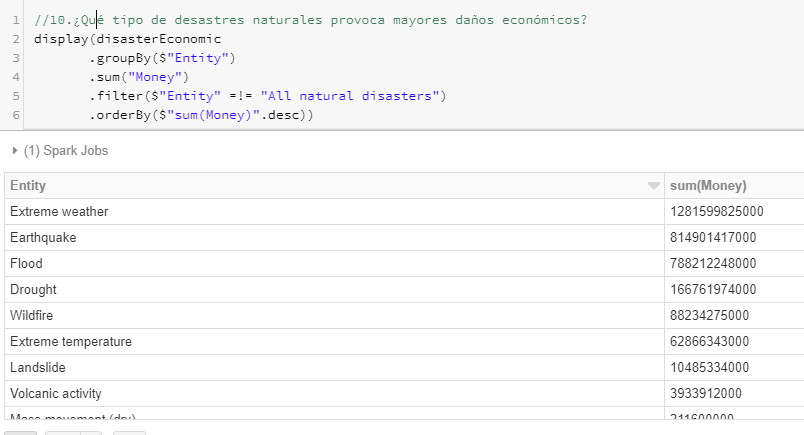 1 //10.¿Qué tipo de desastres naturales provoca mayores daños económicos?
2 display(disasterEconomic
3 .groupBy($"Entity")
4 .sum("Money")
5 .filter($"Entity" =!= "All natural disasters")
6 .orderBy($"sum(Money)".desc))
(1) Spark Jobs
Entity sum(Money)
Extreme weather 1281599825000
Earthquake 814901417000
Flood 788212248000
Drought 166761974000
Wildfire 88234275000
Extreme temperature 62866343000
Landslide 10485334000
Volcanic activity 3933912000
Mass movement (dry) 211600000